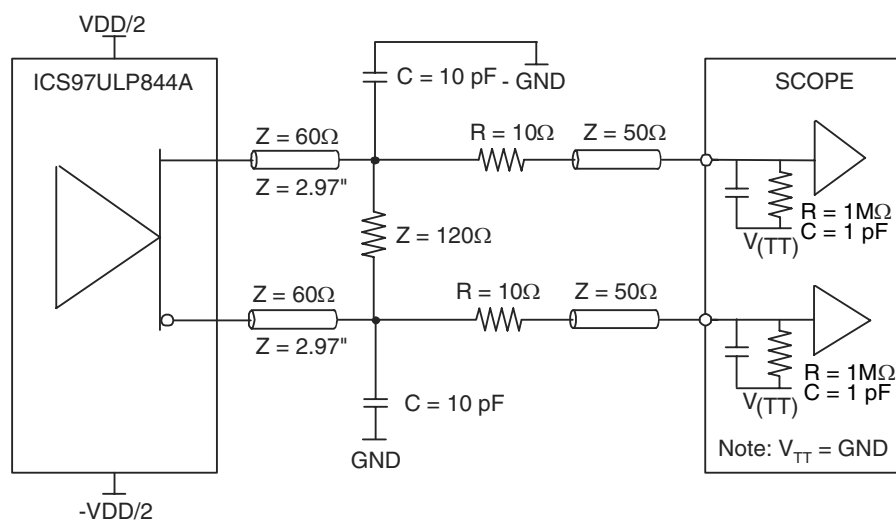 VDD/2
ICS97ULP844A
C = 10 pF
- GND
SCOPE
Z = 60Ω
Z = 2.97"
R = 10Ω
Z = 50Ω
Z = 120Ω
R = 1MΩ
C = 1 pF
V(TT)
Z = 60Ω
Z = 2.97"
R = 10Ω
Z = 50Ω
R = 1MΩ
C = 1 pF
V(TT)
C = 10 pF
GND
Note: VTT = GND
-VDD/2